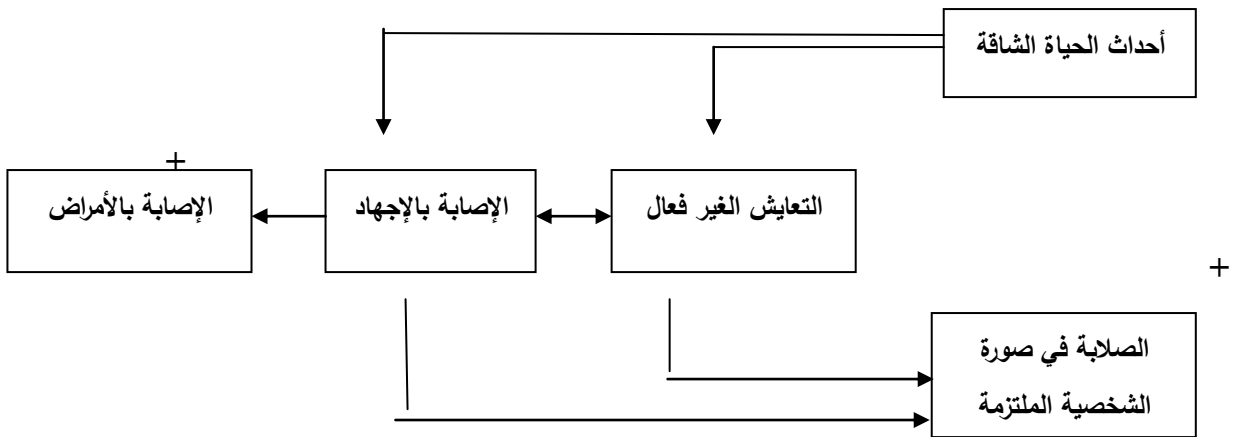 أحداث الحياة الشاقة
+
التعايش الغير فعال
الإصابة بالإجهاد
الإصابة بالأمراض
+
الصلابة في صورة
الشخصية الملتزمة